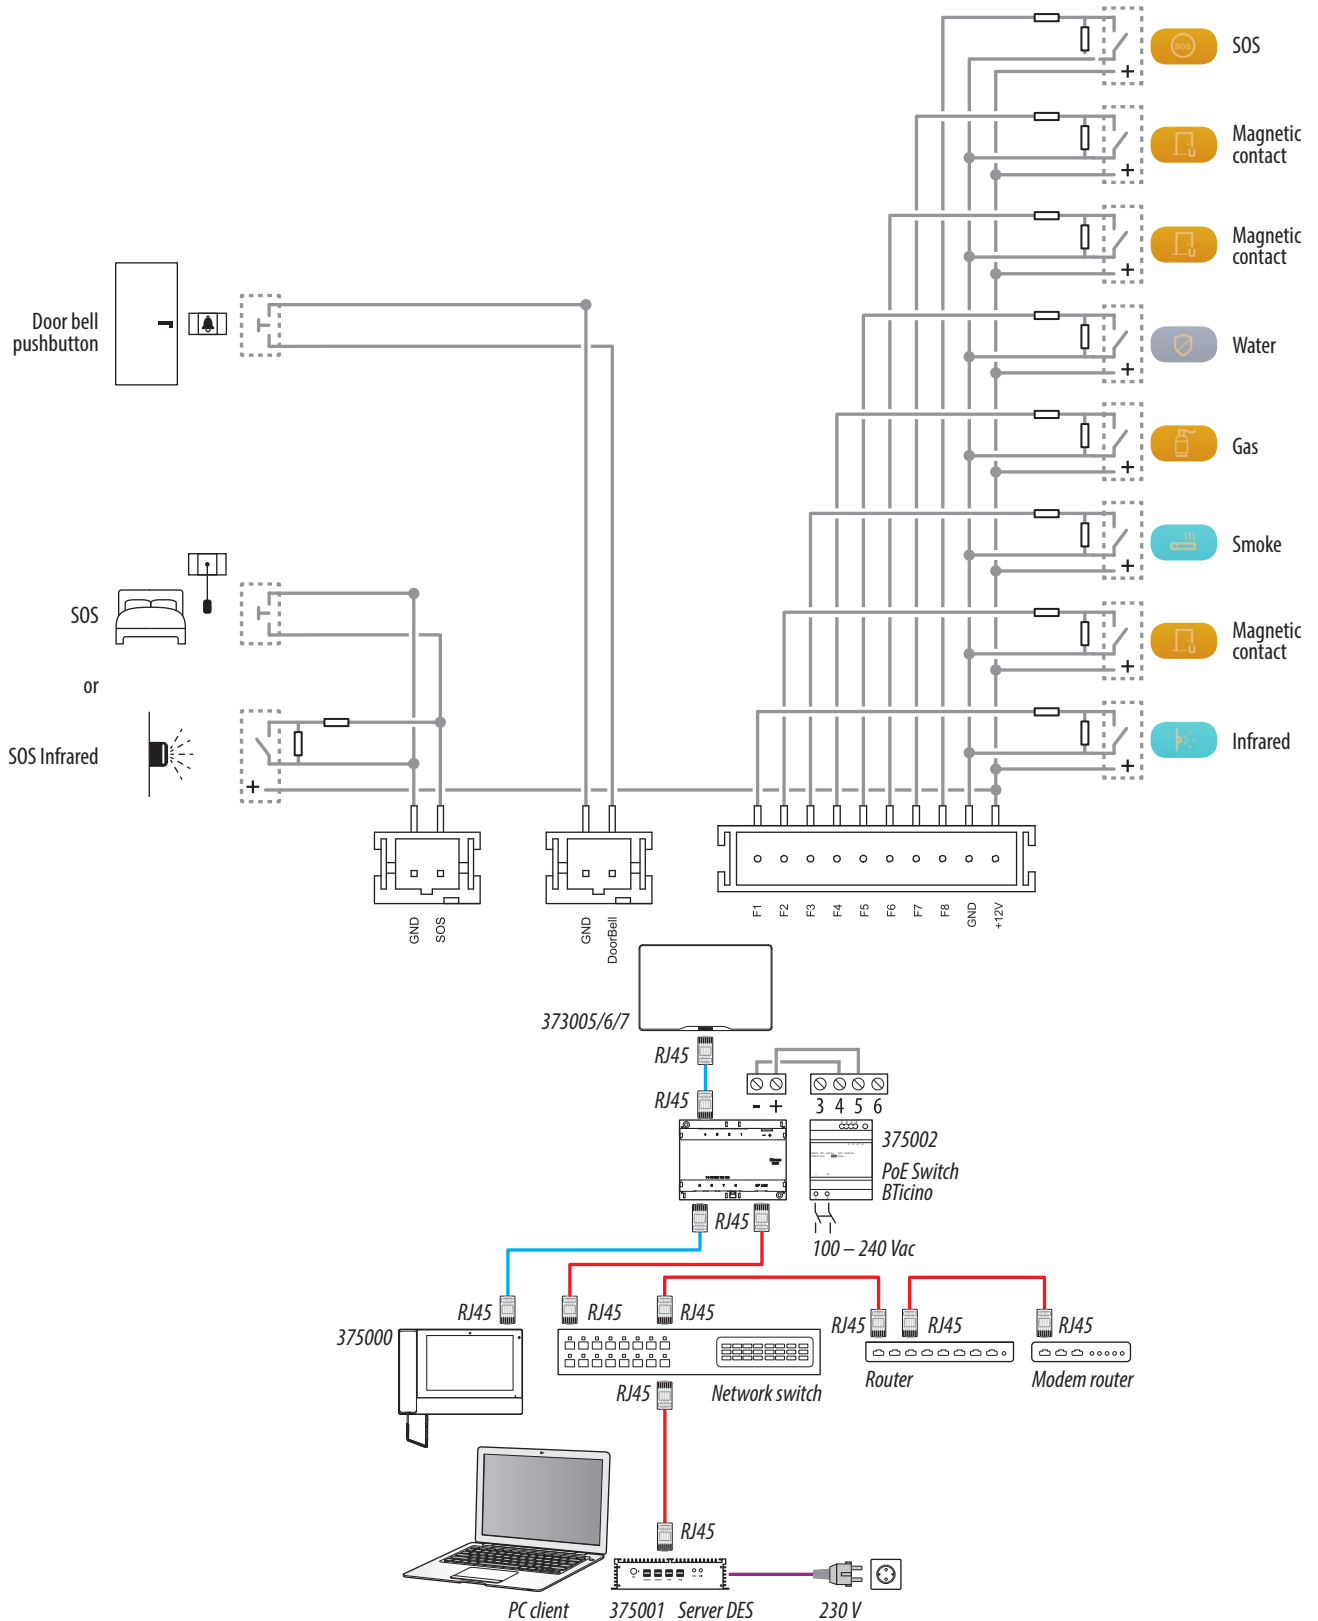 SOS
+
Magnetic
contact
+
Magnetic
contact
+
Door bell
pushbutton
Water
+
Gas
+
Smoke
+
SOS
Magnetic
contact
+
or
SOS Infrared
+
Infrared
+
GND
SOS
GND
DoorBell
F1
F2
F3
F4
F5
F6
F7
F8
GND
+12V
373005/6/7
RJ45
RJ45
- +
3 4 5 6
375002
PoE Switch
BTicino
RJ45
100 – 240 Vac
RJ45
RJ45
RJ45
RJ45
RJ45
RJ45
375000
Router
Modem router
RJ45
Network switch
RJ45
PC client
375001 Server DES
230 V